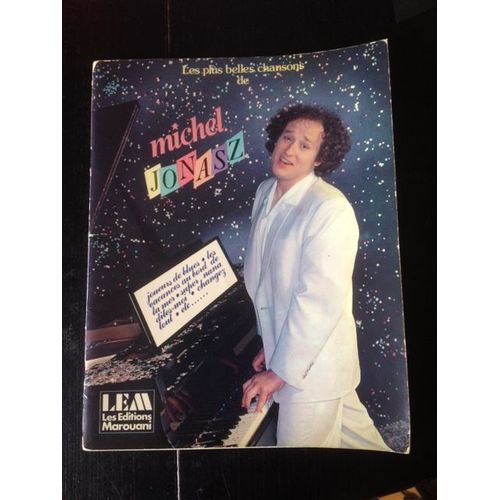 Les plus belles chansons
de
michel
JONASZ
joueurs de blues • les
vacances au bord de
la mer • super nana
dites-moi • changez
tout • etc......
LEM
Les Editions
Marouani